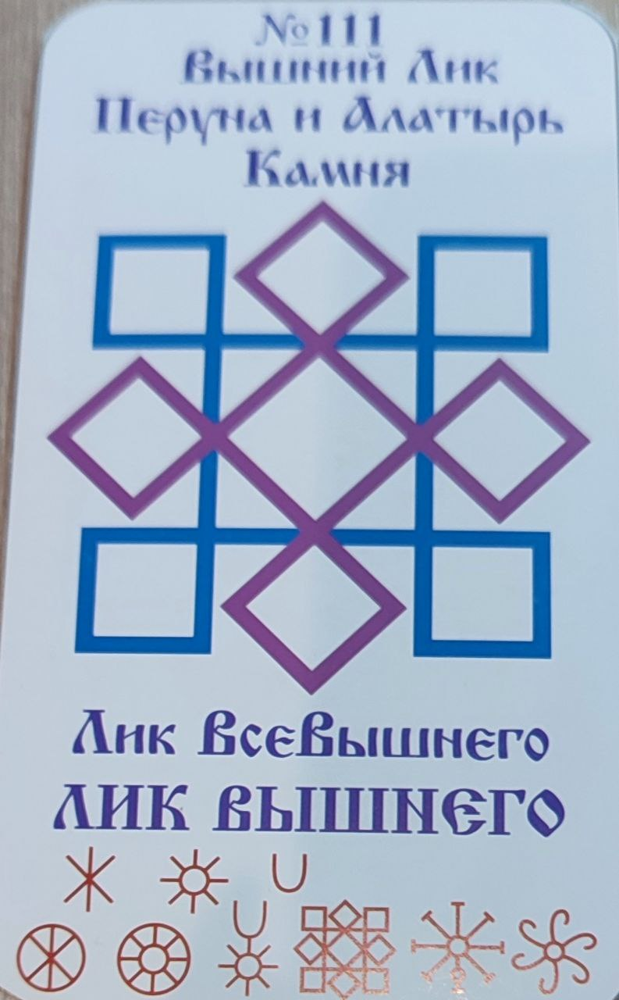 №111
Вышний Лик
Перуна и Алатырь
Камня
Лик ВсеВышнего
ЛИК ВЫШНЕГО